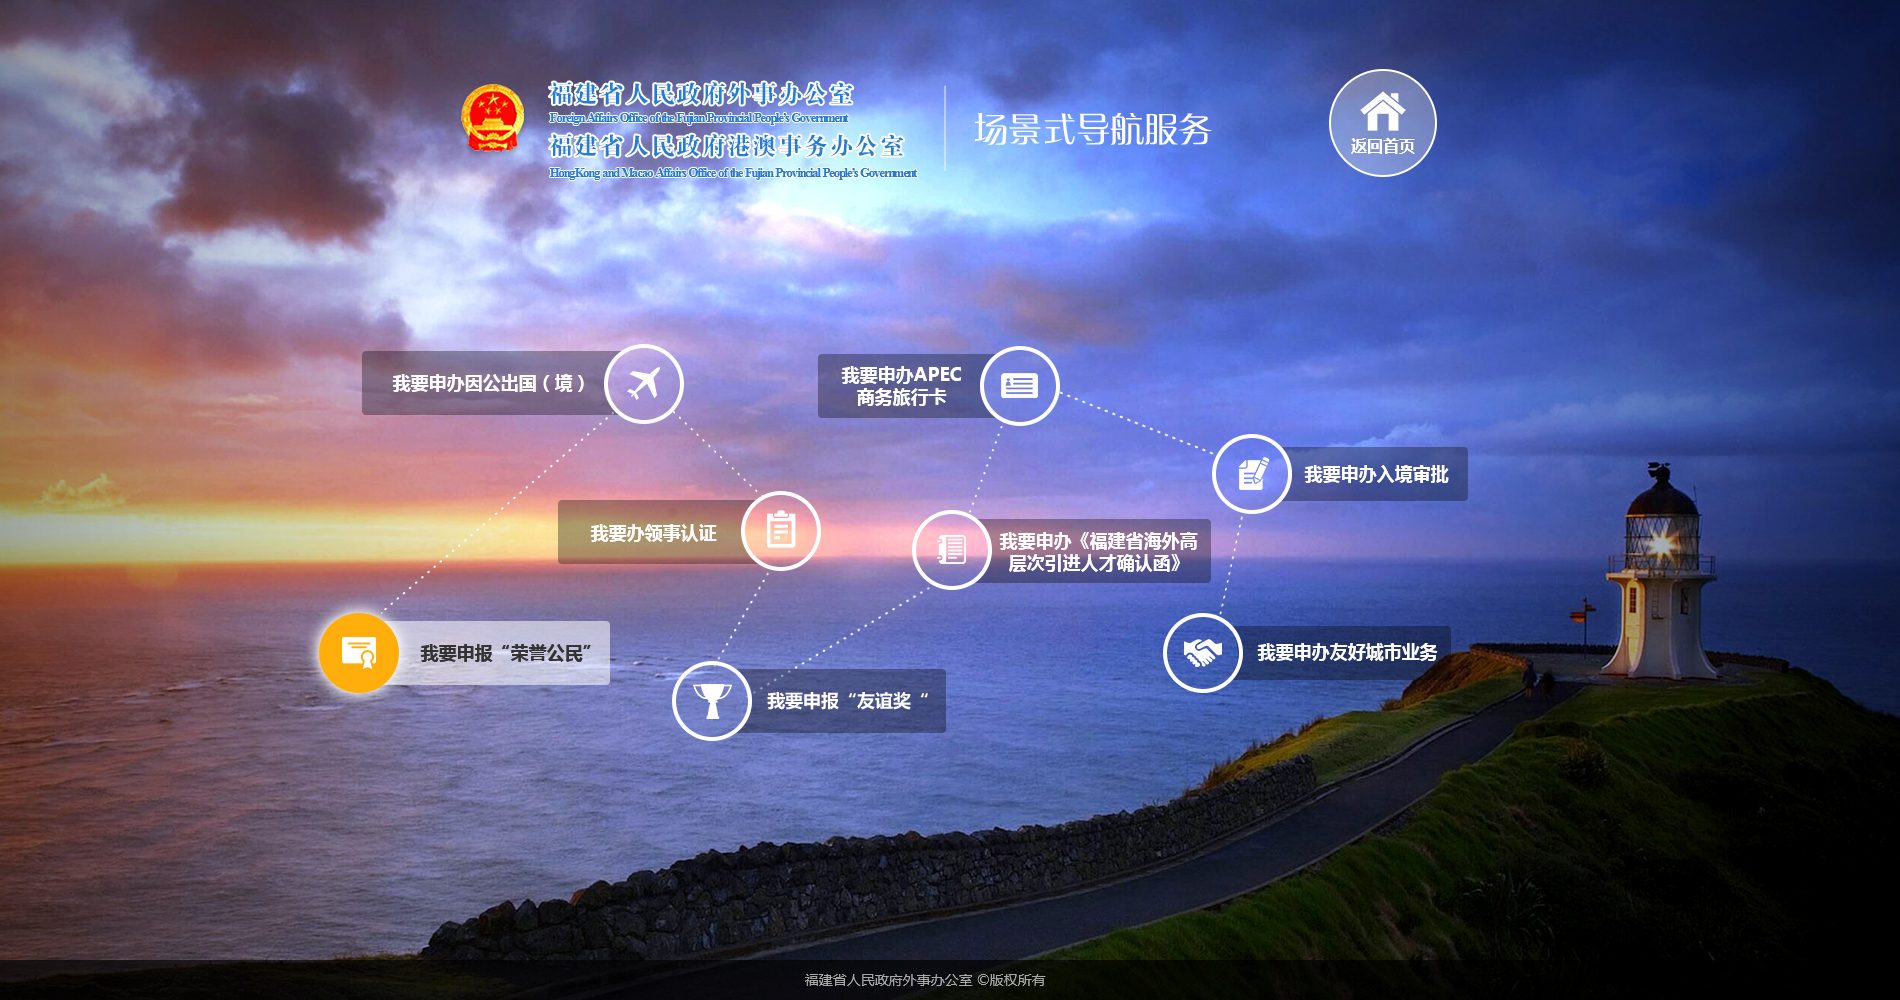 福建省人民政府外事办公室
Foreign Affairs Office of the Fujian Provincial People's Government
福建省人民政府港澳事务办公室
HongKong and Macao Affairs Office of the Fujian Provincial People's Government
场景式导航服务
返回首页
我要申办因公出国（境）
我要申办APEC
商务旅行卡
我要申办入境审批
我要办领事认证
我要申办《福建省海外高
层次引进人才确认函》
我要申报“荣誉公民”
我要申办友好城市业务
我要申报“友谊奖“
福建省人民政府外事办公室 ©版权所有